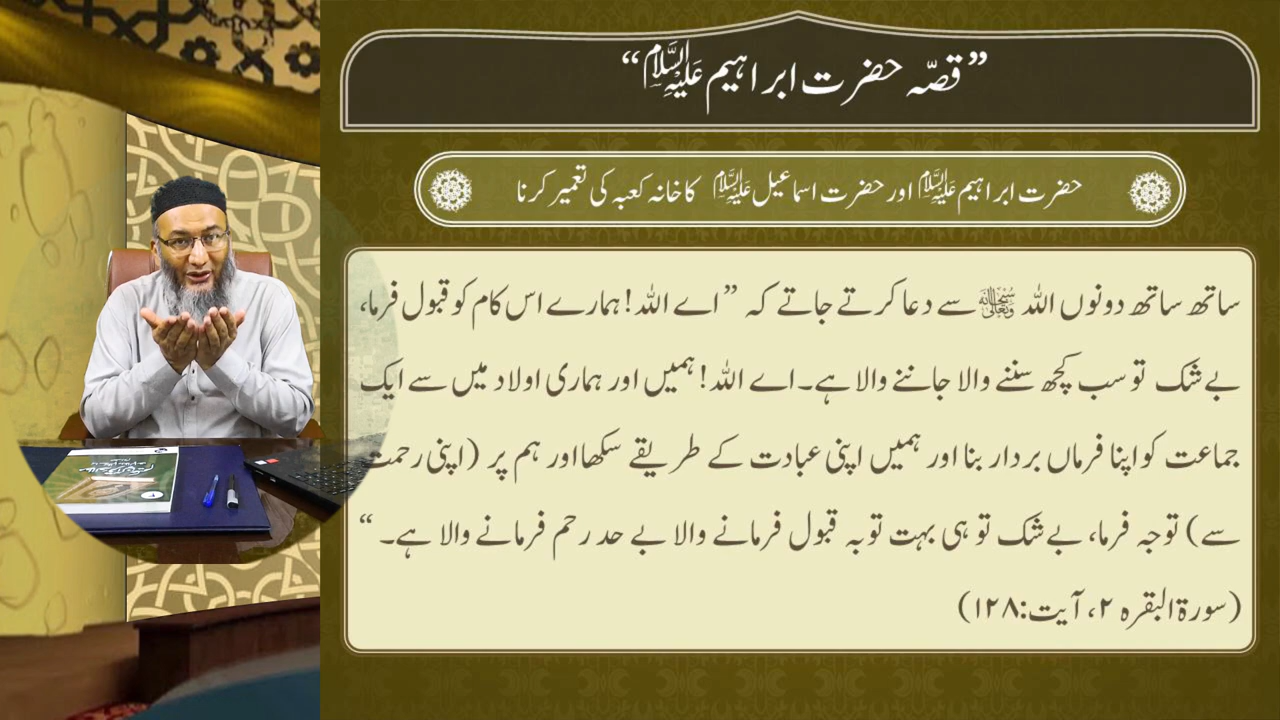 ”قصّہ حضرت ابراہیم علیہ السلام“
حضرت ابراہیم علیہ السلام اور حضرت اسماعیل علیہ السلام کا خانہ کعبہ کی تعمیر کرنا
ساتھ ساتھ دونوں اللہ سبحانہ وتعالیٰ سے دعا کرتے جاتے کہ ”اے اللہ! ہمارے اس کام کو قبول فرما،
بے شک تو سب کچھ سننے والا جاننے والا ہے۔ اے اللہ! ہمیں اور ہماری اولاد میں سے ایک
جماعت کو اپنا فرماں بردار بنا اور ہمیں اپنی عبادت کے طریقے سکھا اور ہم پر (اپنی رحمت
سے) توجہ فرما، بے شک تو ہی بہت توبہ قبول فرمانے والا بے حد رحم فرمانے والا ہے۔“
(سورۃ البقرہ ۲، آیت:۱۲۸)